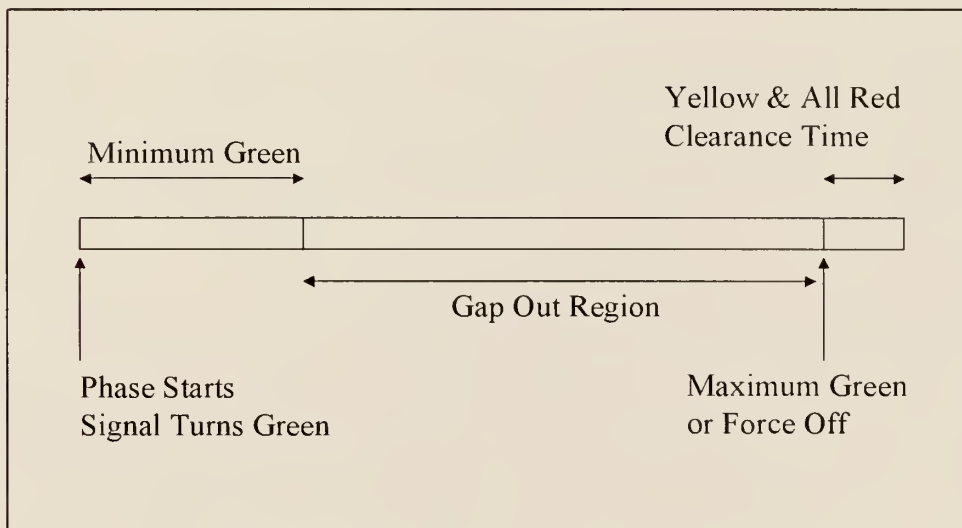 Yellow & All Red
Clearance Time
Minimum Green
Gap Out Region
Phase Starts
Signal Turns Green
Maximum Green
or Force Off